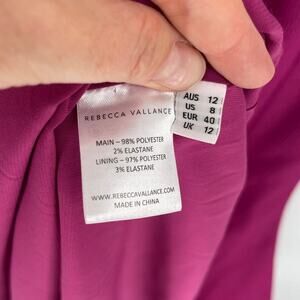 REBECCA VALLANCE
MAIN – 98% POLYESTER
2% ELASTANE
LINING – 97% POLYESTER
3% ELASTANE
WWW.REBECCAVALLANCE.COM
MADE IN CHINA
AUS 12
US 8
EUR 40
UK 12